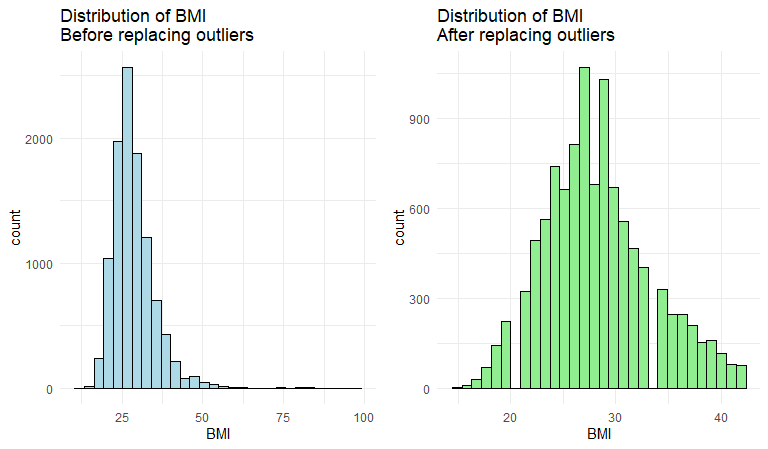 Distribution of BMI
Before replacing outliers
2000
1000
0
count
25
50
75
100
BMI
Distribution of BMI
After replacing outliers
900
600
300
0
count
20
30
40
BMI